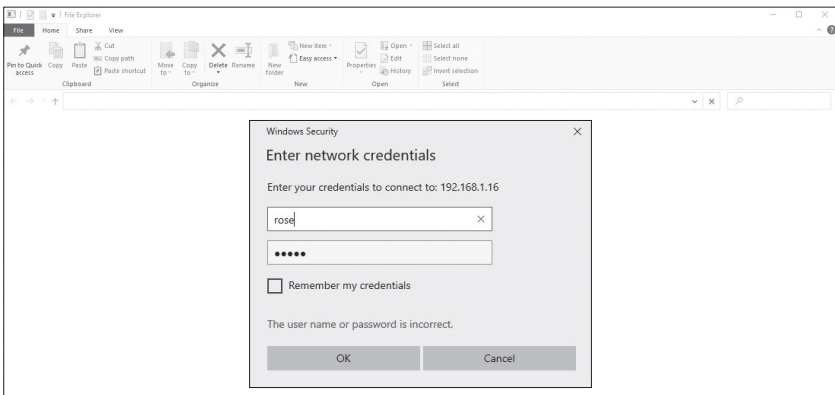 File Explorer
File Home Share View
Pin to Quick access
Copy
Paste
Cut
Copy path
Paste shortcut
Clipboard
Move to
Copy to
Delete
Rename
Organize
New folder
New item
Easy access
New
Properties
Open
Edit
History
Open
Select all
Select none
Invert selection
Select
Windows Security
Enter network credentials
Enter your credentials to connect to: 192.168.1.16
rose
•••••
Remember my credentials
The user name or password is incorrect.
OK
Cancel